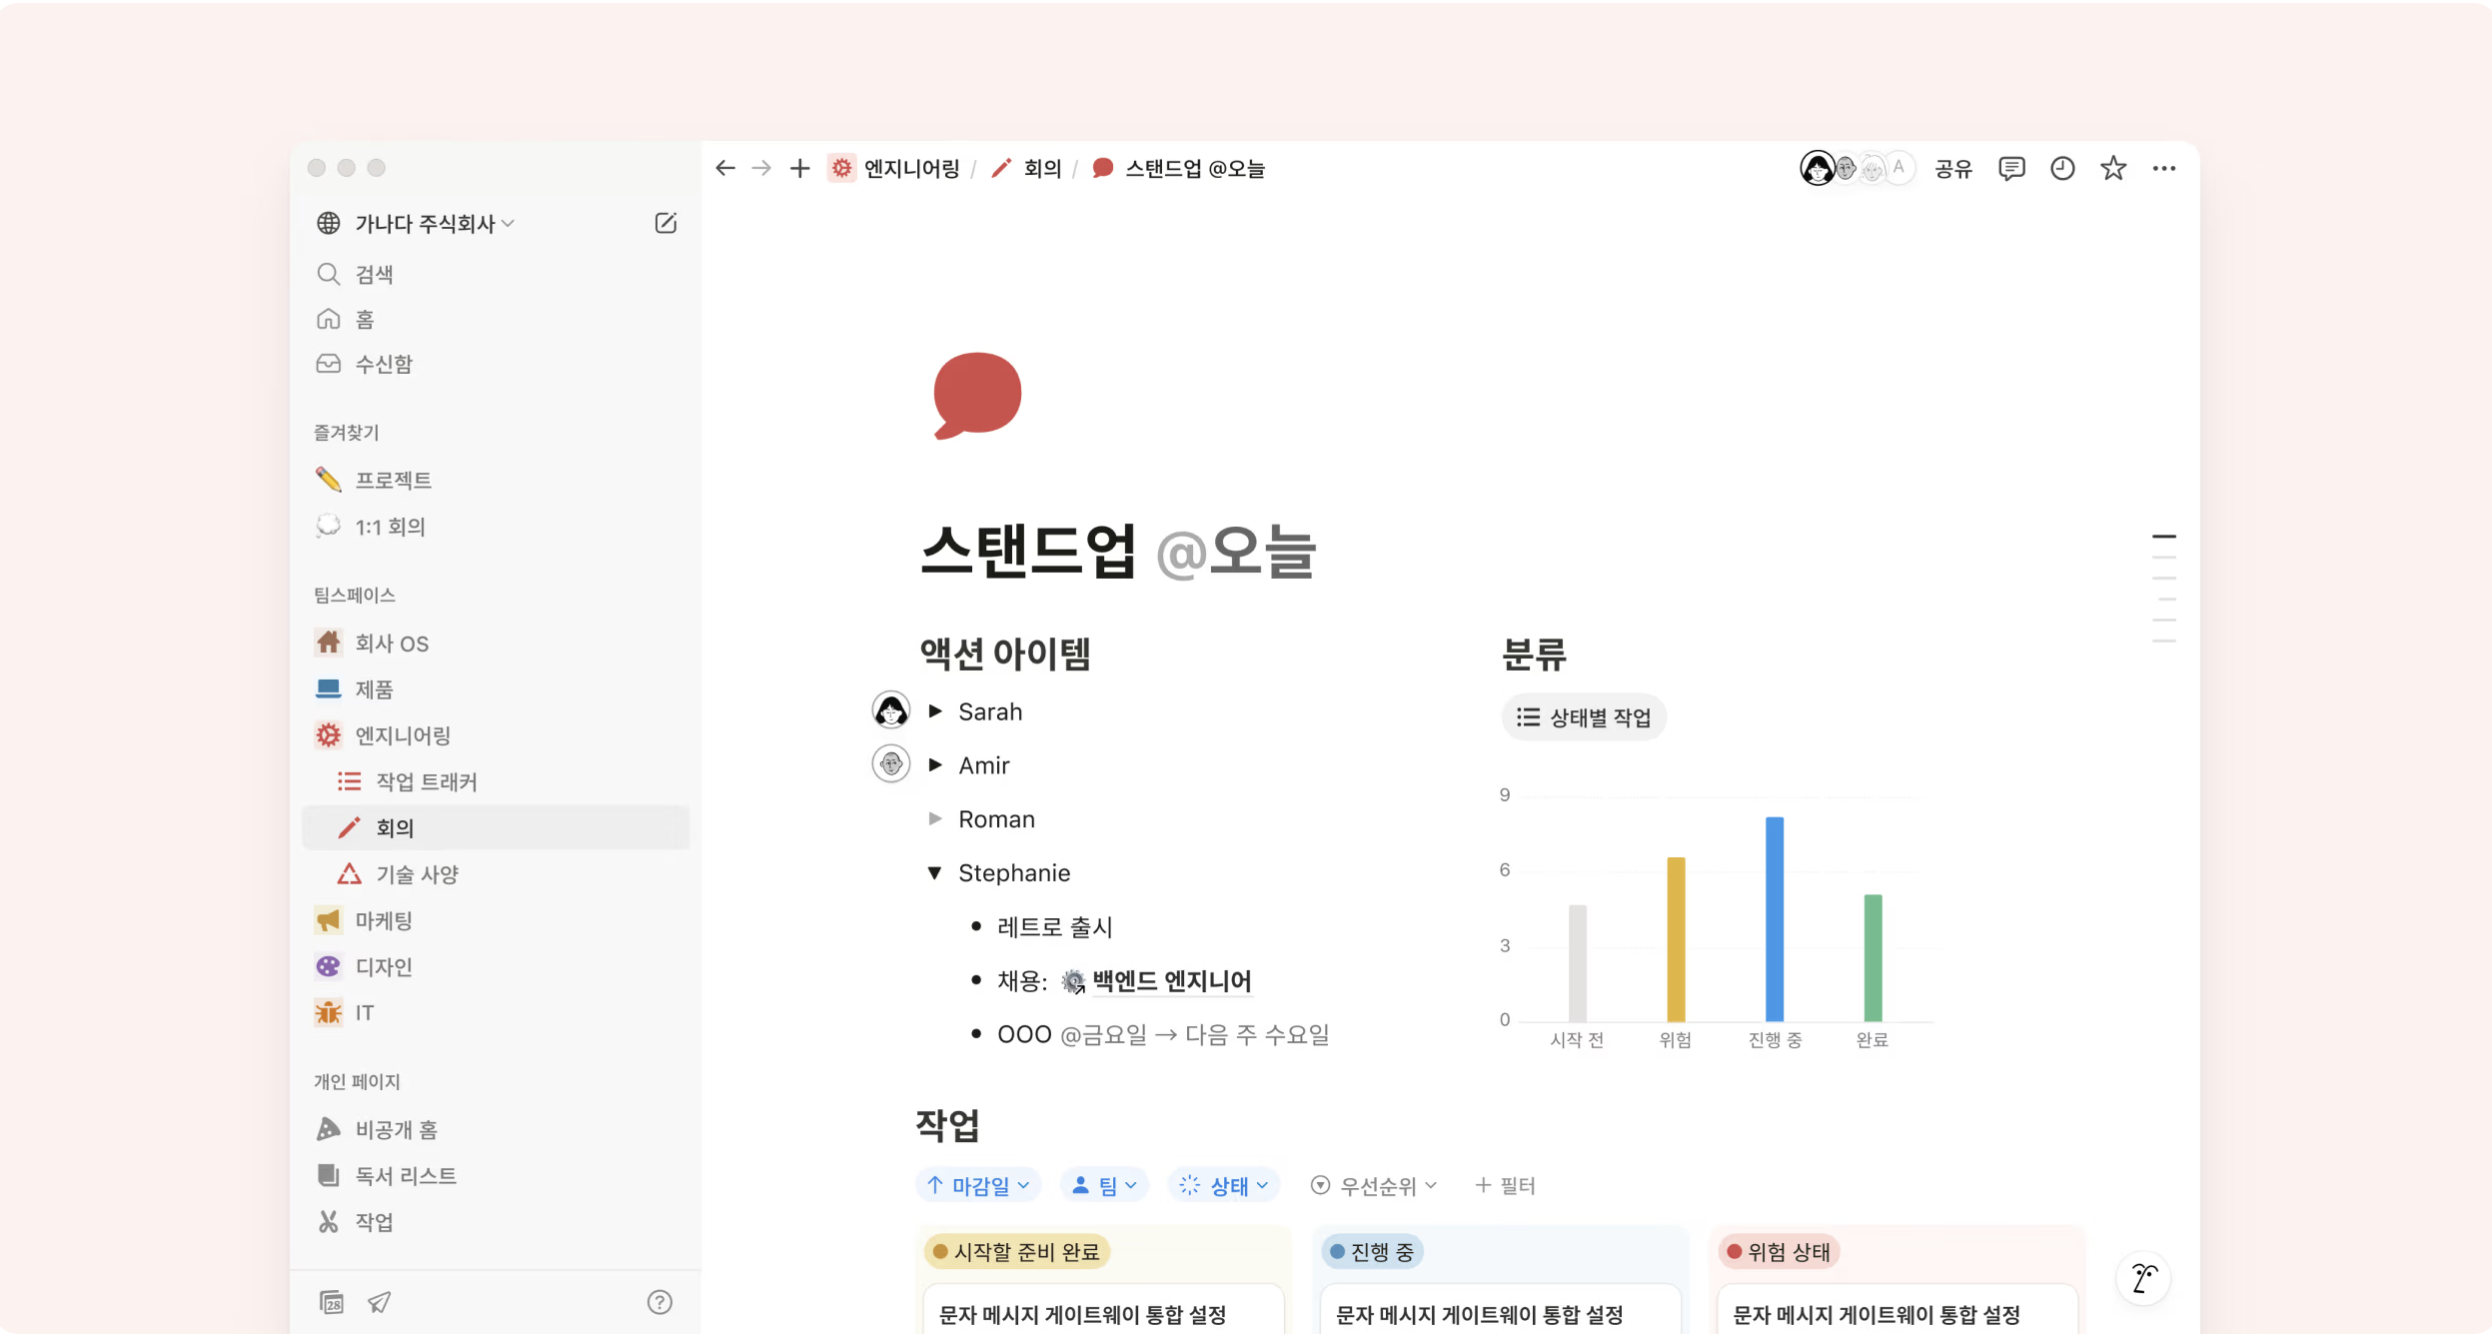 엔지니어링 / 회의 / 스탠드업 @오늘
A 공유
가나다 주식회사
검색
홈
수신함
즐겨찾기
프로젝트
1:1 회의
팀스페이스
회사 OS
제품
엔지니어링
작업 트래커
회의
기술 사양
마케팅
디자인
IT
개인 페이지
비공개 홈
독서 리스트
작업
28
?
스탠드업 @오늘
액션 아이템
Sarah
Amir
Roman
Stephanie
레트로 출시
채용: 백엔드 엔지니어
OOO @금요일 → 다음 주 수요일
분류
상태별 작업
9
6
3
0
시작 전 위험 진행 중 완료
작업
마감일 팀 상태 우선순위 + 필터
시작할 준비 완료
문자 메시지 게이트웨이 통합 설정
진행 중
문자 메시지 게이트웨이 통합 설정
위험 상태
문자 메시지 게이트웨이 통합 설정